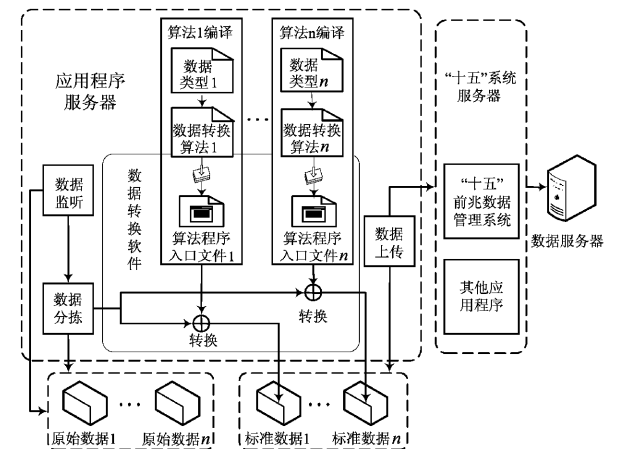 应用程序
服务器
算法1编译
数据
类型1
数据转换
算法1
算法程序
入口文件1
…
算法n编译
数据
类型n
数据转换
算法n
算法程序
入口文件n
“十五”系统
服务器
“十五”
前兆数据
管理系统
其他应
用程序
数据服务器
数据
监听
数据转换软件
数据
上传
数据
分拣
转换
转换
原始数据1
…
原始数据n
标准数据1
…
标准数据n